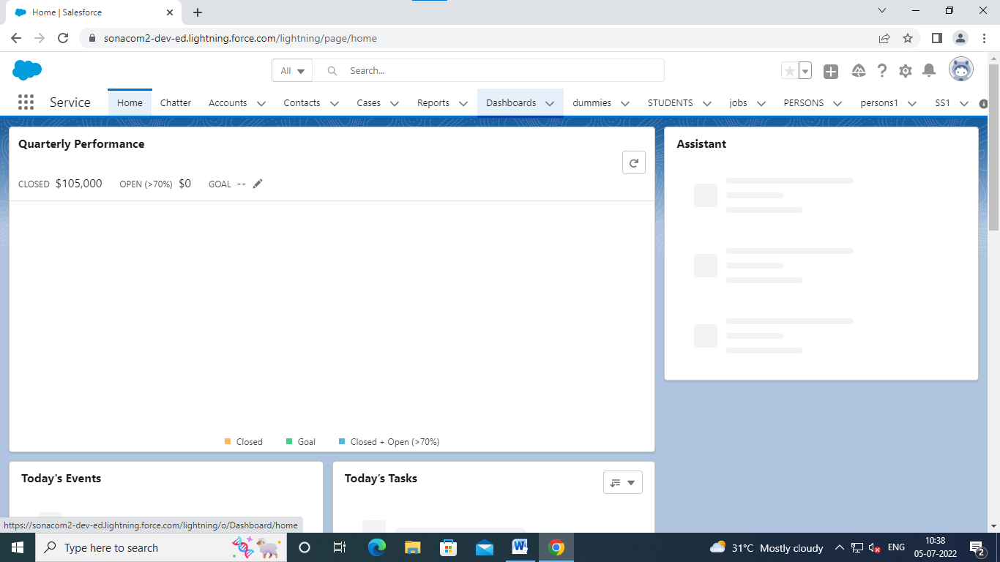 Home | Salesforce
sonacom2-dev-ed.lightning.force.com/lightning/page/home
All
Search...
Service
Home
Chatter
Accounts
Contacts
Cases
Reports
Dashboards
dummies
STUDENTS
jobs
PERSONS
persons1
SS1
Quarterly Performance
CLOSED $105,000 OPEN (>70%) $0 GOAL --
Closed
Goal
Closed + Open (>70%)
Assistant
Today's Events
Today's Tasks
https://sonacom2-dev-ed.lightning.force.com/lightning/o/Dashboard/home
Type here to search
31°C Mostly cloudy
ENG
10:38
05-07-2022
2